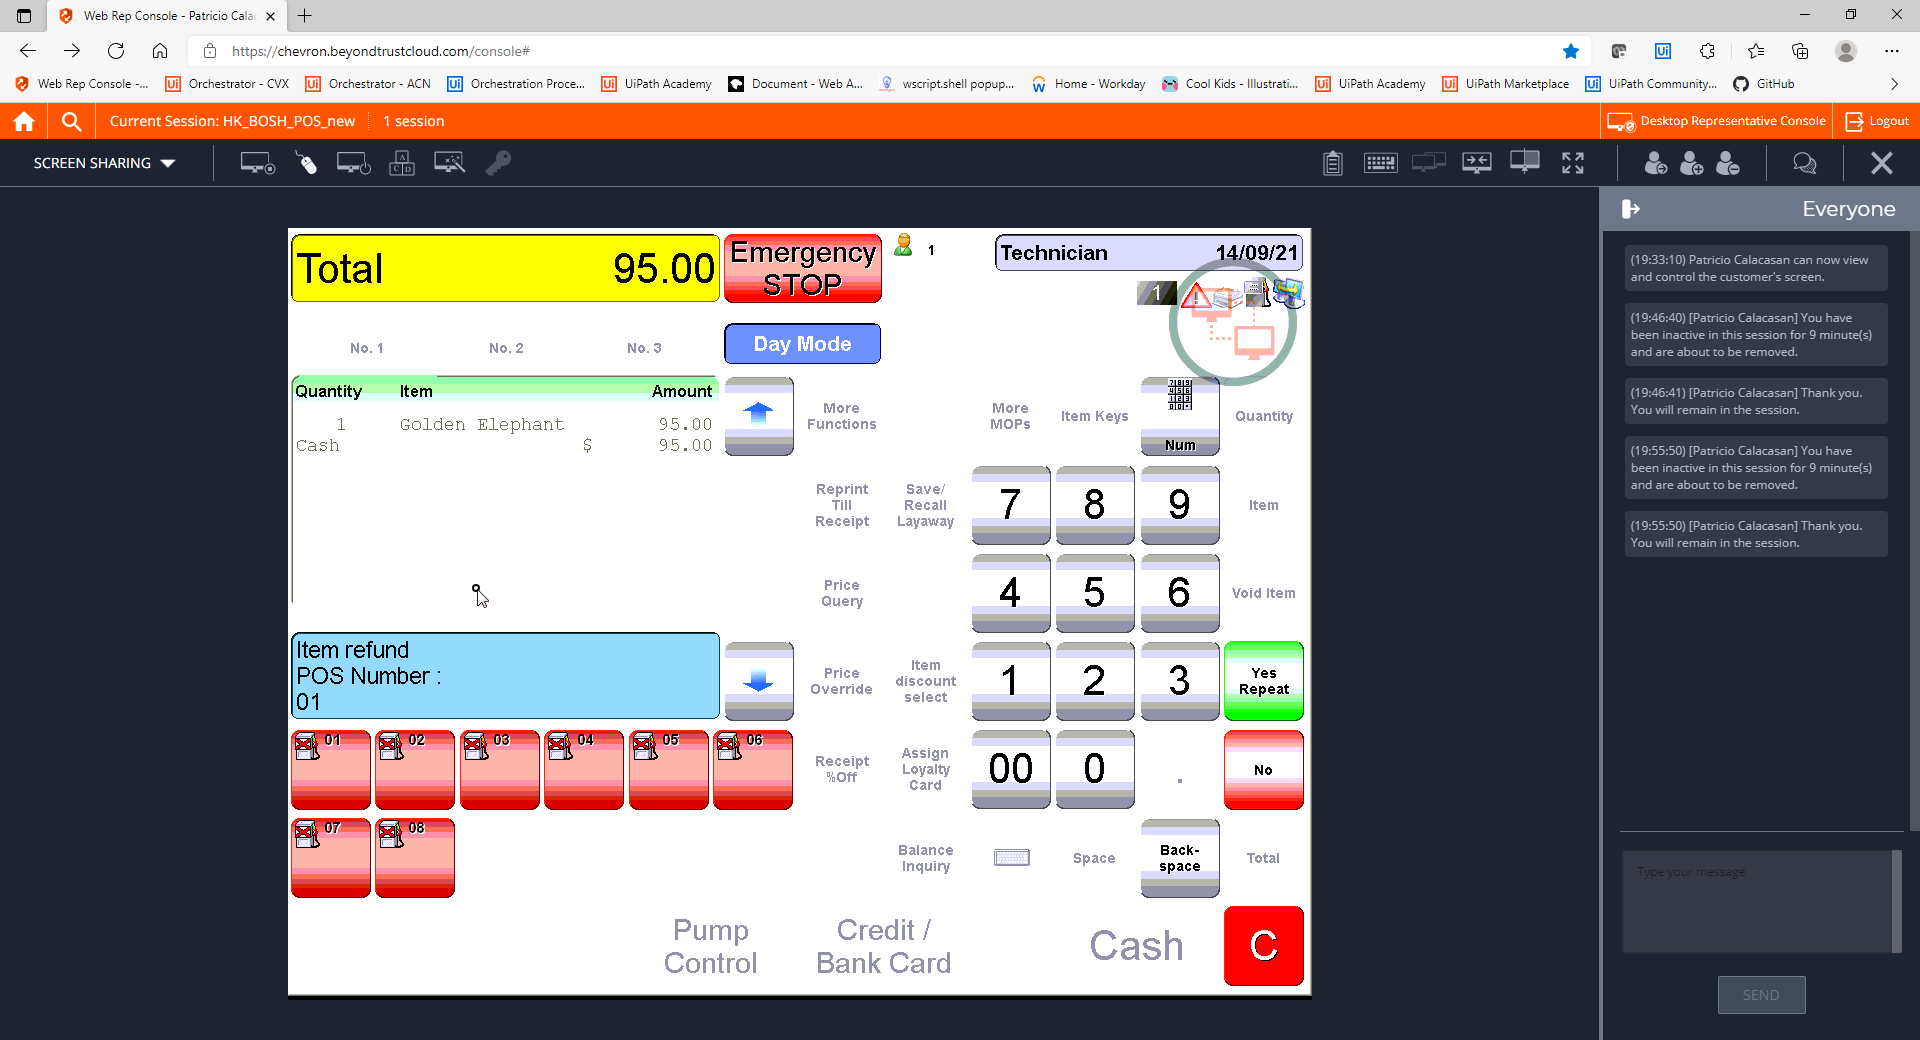 Web Rep Console - Patricio Cala
https://chevron.beyondtrustcloud.com/console#
Web Rep Console -...
Orchestrator - CVX
Orchestrator - ACN
Orchestration Proce...
UiPath Academy
Document - Web A...
wscript.shell popup...
Home - Workday
Cool Kids - Illustrati...
UiPath Academy
UiPath Marketplace
UiPath Community...
GitHub
Current Session: HK_BOSH_POS_new
1 session
Desktop Representative Console
Logout
SCREEN SHARING
Everyone
(19:33:10) Patricio Calacasan can now view
and control the customer's screen.
(19:46:40) [Patricio Calacasan] You have
been inactive in this session for 9 minute(s)
and are about to be removed.
(19:46:41) [Patricio Calacasan] Thank you.
You will remain in the session.
(19:55:50) [Patricio Calacasan] You have
been inactive in this session for 9 minute(s)
and are about to be removed.
(19:55:50) [Patricio Calacasan] Thank you.
You will remain in the session.
Type your message
SEND
Total 95.00
Emergency
STOP
1
Technician 14/09/21
1
No. 1
No. 2
No. 3
Day Mode
Quantity Item Amount
1 Golden Elephant 95.00
Cash $ 95.00
More
Functions
More
MOPs
Item Keys
Num
Quantity
Reprint
Till
Receipt
Save/
Recall
Layaway
7
8
9
Item
Price
Query
4
5
6
Void Item
Item refund
POS Number :
01
Price
Override
Item
discount
select
1
2
3
Yes
Repeat
01
02
03
04
05
06
Receipt
%Off
Assign
Loyalty
Card
00
0
.
No
07
08
Balance
Inquiry
Space
Back-
space
Total
Pump
Control
Credit /
Bank Card
Cash
C